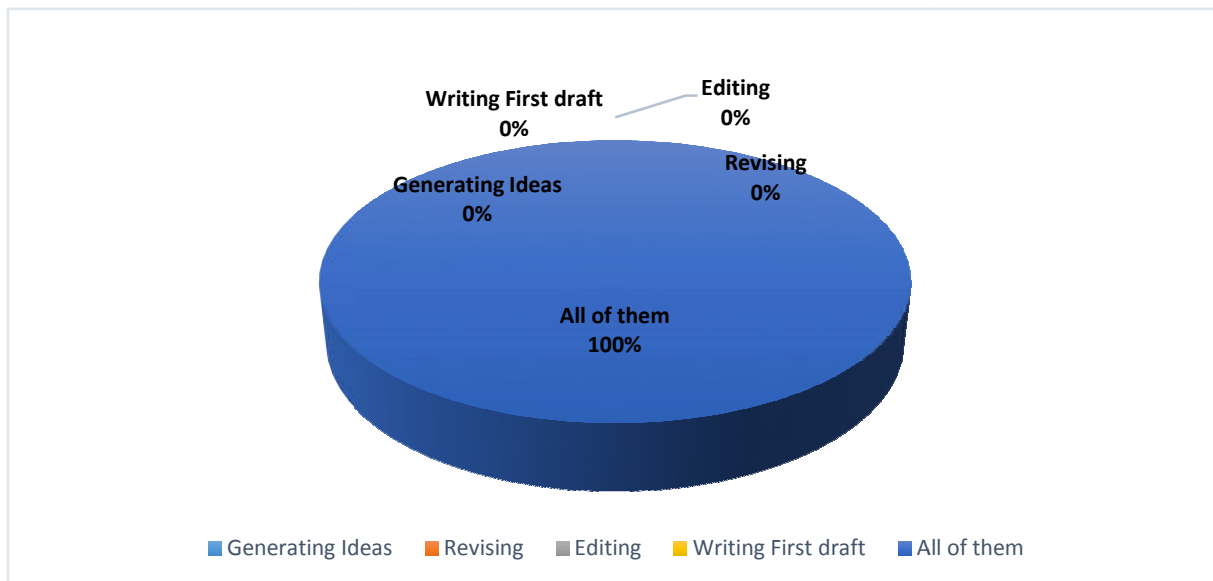 Writing First draft
0%
Editing
0%
Generating Ideas
0%
Revising
0%
All of them
100%
Generating Ideas Revising Editing Writing First draft All of them